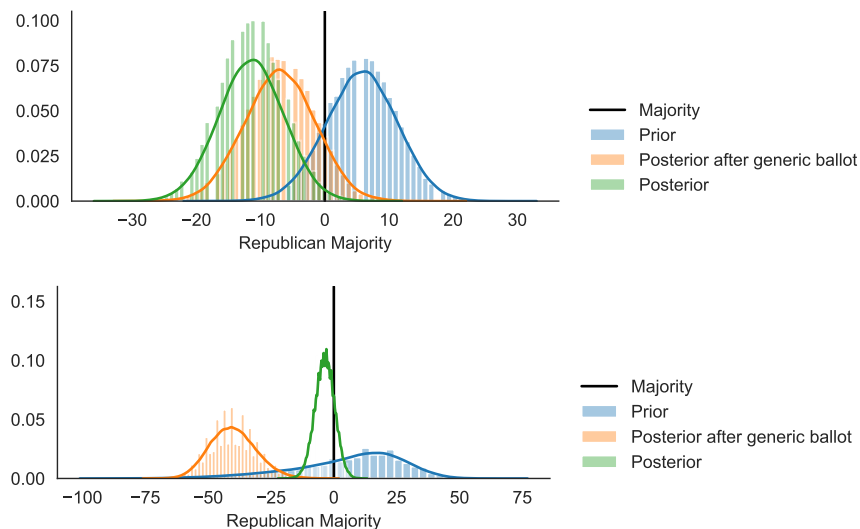 0.100
0.075
0.050
0.025
0.000
−30 −20 −10 0 10 20 30
Republican Majority
Majority
Prior
Posterior after generic ballot
Posterior
0.15
0.10
0.05
0.00
−100 −75 −50 −25 0 25 50 75
Republican Majority
Majority
Prior
Posterior after generic ballot
Posterior